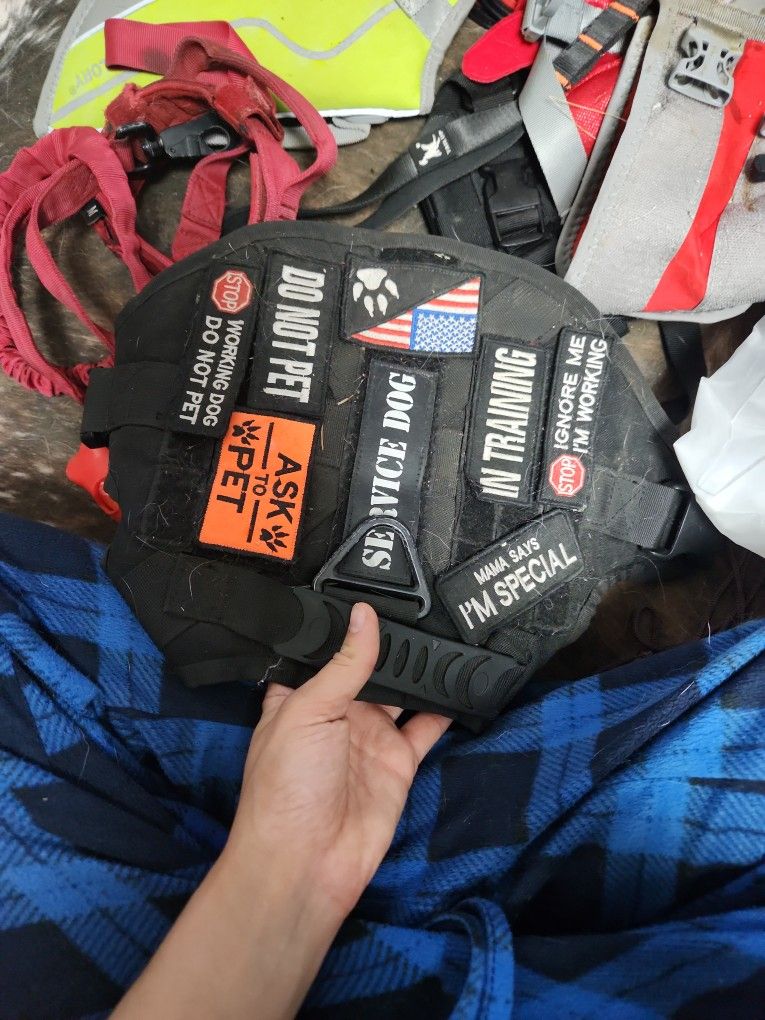 STOP
WORKING DOG
DO NOT PET
DO NOT PET
ASK
TO
PET
SERVICE DOG
IN TRAINING
STOP
IGNORE ME
I'M WORKING
MAMA SAYS
I'M SPECIAL